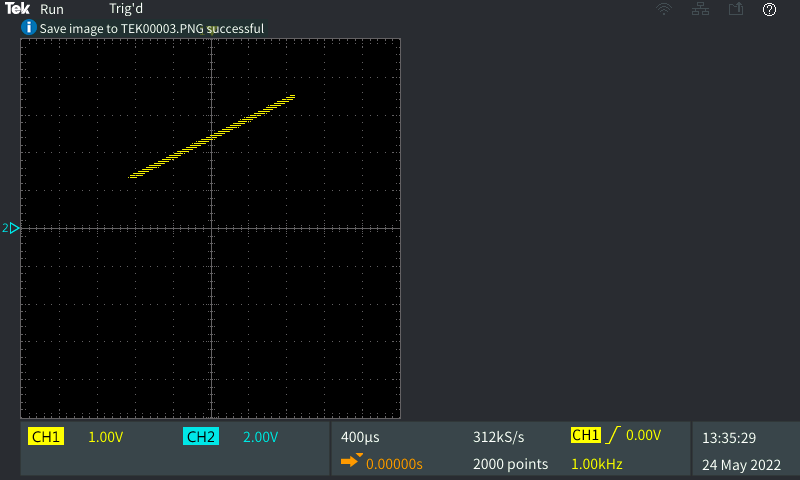 Tek Run Trig'd
Save image to TEK00003.PNG successful
2
CH1 1.00V CH2 2.00V 400µs 312kS/s CH1 0.00V 13:35:29
0.00000s 2000 points 1.00kHz 24 May 2022